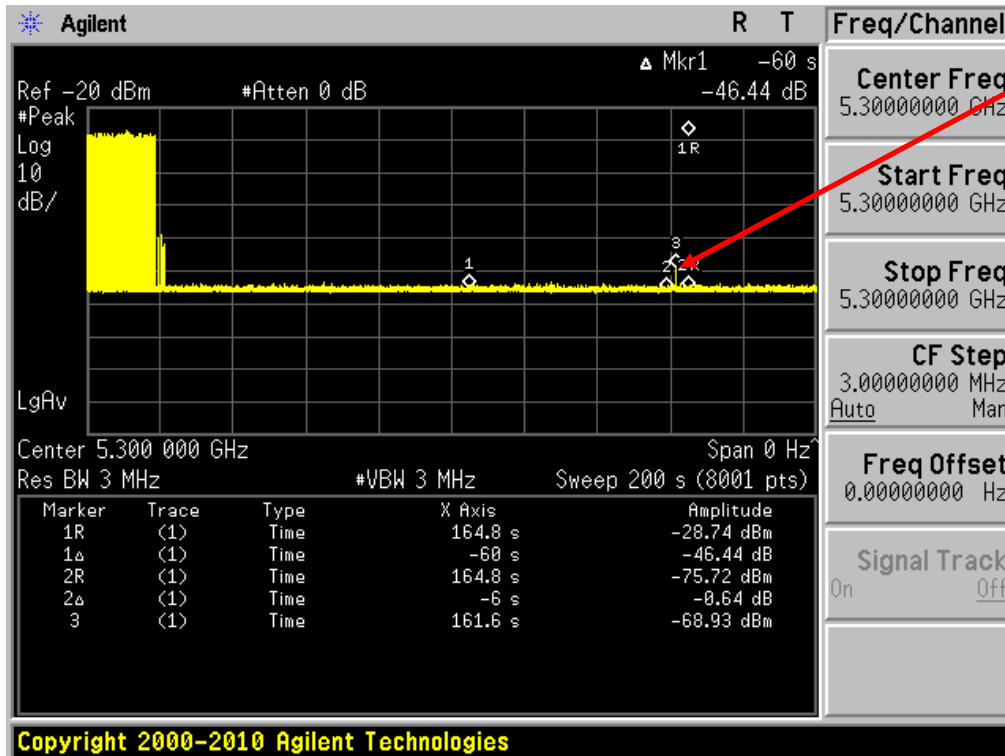 Agilent R T
Freq/Channel
Δ Mkr1 -60 s
Ref -20 dBm #Atten 0 dB -46.44 dB
#Peak
Log
10
dB/
1R
3
1
2 2R
LgAv
Center 5.300 000 GHz Span 0 Hz^
Res BW 3 MHz #VBW 3 MHz Sweep 200 s (8001 pts)
Marker Trace Type X Axis Amplitude
1R (1) Time 164.8 s -28.74 dBm
1Δ (1) Time -60 s -46.44 dB
2R (1) Time 164.8 s -75.72 dBm
2Δ (1) Time -6 s -0.64 dB
3 (1) Time 161.6 s -68.93 dBm
Center Freq
5.30000000 GHz
Start Freq
5.30000000 GHz
Stop Freq
5.30000000 GHz
CF Step
3.00000000 MHz
Auto Man
Freq Offset
0.00000000 Hz
Signal Track
On Off
Copyright 2000-2010 Agilent Technologies